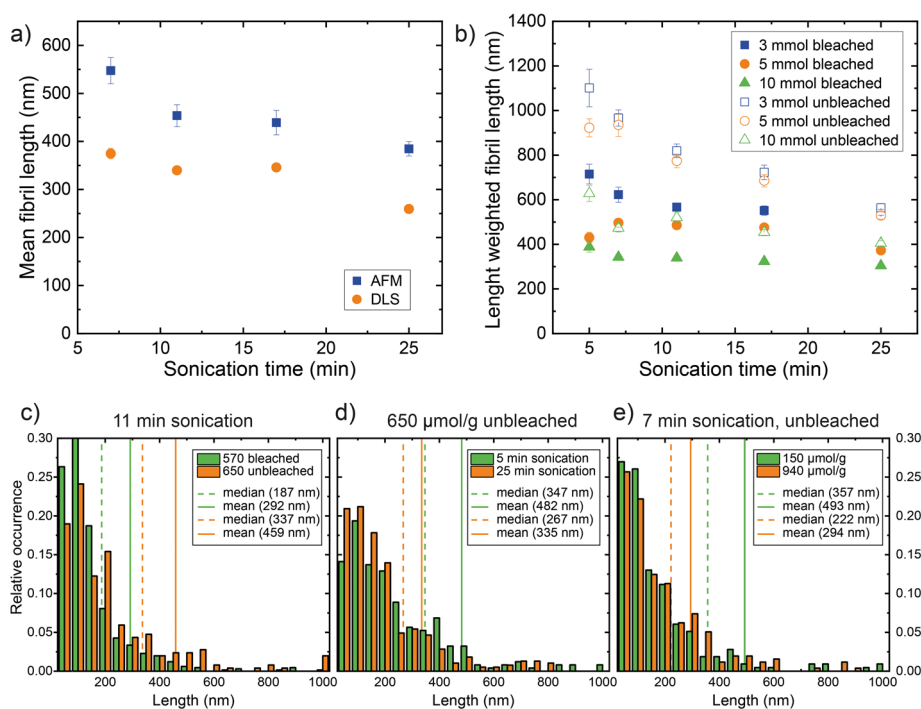 a)
600
500
400
300
200
100
0
Mean fibril length (nm)
AFM
DLS
5
10
15
20
25
Sonication time (min)
b)
1400
1200
1000
800
600
400
200
0
Lenght weighted fibril length (nm)
3 mmol bleached
5 mmol bleached
10 mmol bleached
3 mmol unbleached
5 mmol unbleached
10 mmol unbleached
5
10
15
20
25
Sonication time (min)
c)
11 min sonication
0.30
0.25
0.20
0.15
0.10
0.05
0.00
Relative occurrence
570 bleached
650 unbleached
median (187 nm)
mean (292 nm)
median (337 nm)
mean (459 nm)
200 400 600 800 1000
Length (nm)
d)
650 μmol/g unbleached
5 min sonication
25 min sonication
median (347 nm)
mean (482 nm)
median (267 nm)
mean (335 nm)
200 400 600 800 1000
Length (nm)
e)
7 min sonication, unbleached
150 μmol/g
940 μmol/g
median (357 nm)
mean (493 nm)
median (222 nm)
mean (294 nm)
0.30
0.25
0.20
0.15
0.10
0.05
0.00
200 400 600 800 1000
Length (nm)